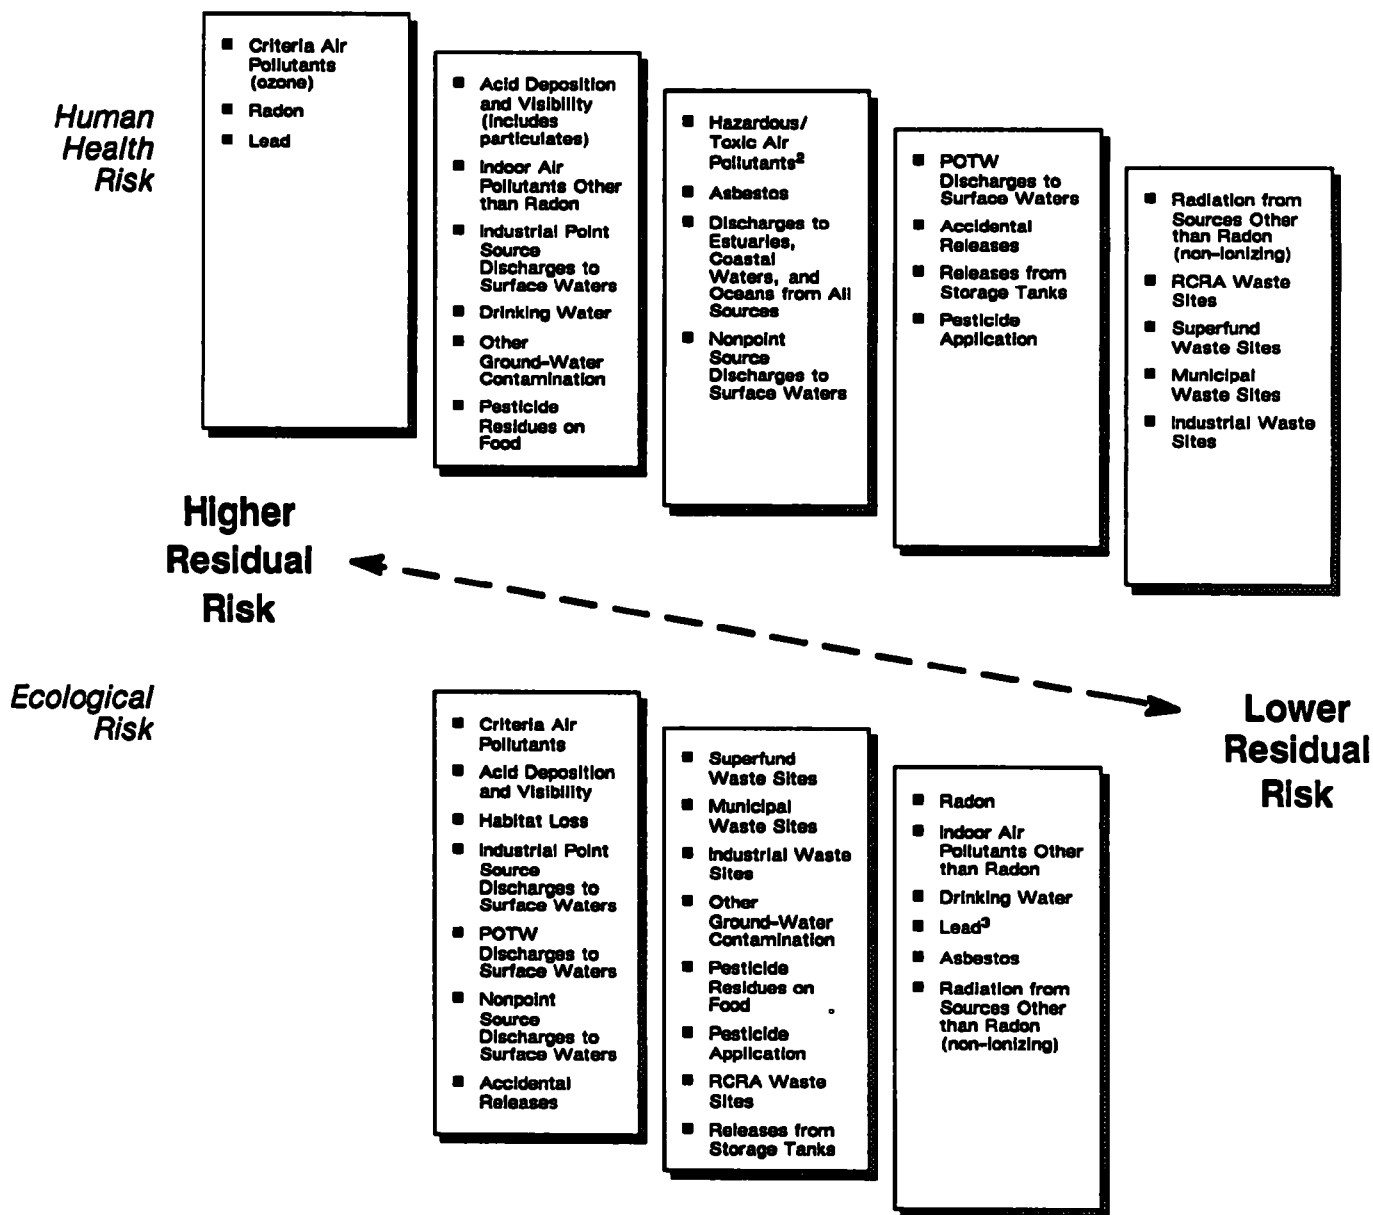 Human
Health
Risk
■ Criteria Air
Pollutants
(ozone)
■ Radon
■ Lead
■ Acid Deposition
and Visibility
(includes
particulates)
■ Indoor Air
Pollutants Other
than Radon
■ Industrial Point
Source
Discharges to
Surface Waters
■ Drinking Water
■ Other
Ground-Water
Contamination
■ Pesticide
Residues on
Food
■ Hazardous/
Toxic Air
Pollutants²
■ Asbestos
■ Discharges to
Estuaries,
Coastal
Waters, and
Oceans from All
Sources
■ Nonpoint
Source
Discharges to
Surface Waters
■ POTW
Discharges to
Surface Waters
■ Accidental
Releases
■ Releases from
Storage Tanks
■ Pesticide
Application
■ Radiation from
Sources Other
than Radon
(non-ionizing)
■ RCRA Waste
Sites
■ Superfund
Waste Sites
■ Municipal
Waste Sites
■ Industrial Waste
Sites
Higher
Residual
Risk
Lower
Residual
Risk
Ecological
Risk
■ Criteria Air
Pollutants
■ Acid Deposition
and Visibility
■ Habitat Loss
■ Industrial Point
Source
Discharges to
Surface Waters
■ POTW
Discharges to
Surface Waters
■ Nonpoint
Source
Discharges to
Surface Waters
■ Accidental
Releases
■ Superfund
Waste Sites
■ Municipal
Waste Sites
■ Industrial Waste
Sites
■ Other
Ground-Water
Contamination
■ Pesticide
Residues on
Food
■ Pesticide
Application
■ RCRA Waste
Sites
■ Releases from
Storage Tanks
■ Radon
■ Indoor Air
Pollutants Other
than Radon
■ Drinking Water
■ Lead³
■ Asbestos
■ Radiation from
Sources Other
than Radon
(non-ionizing)